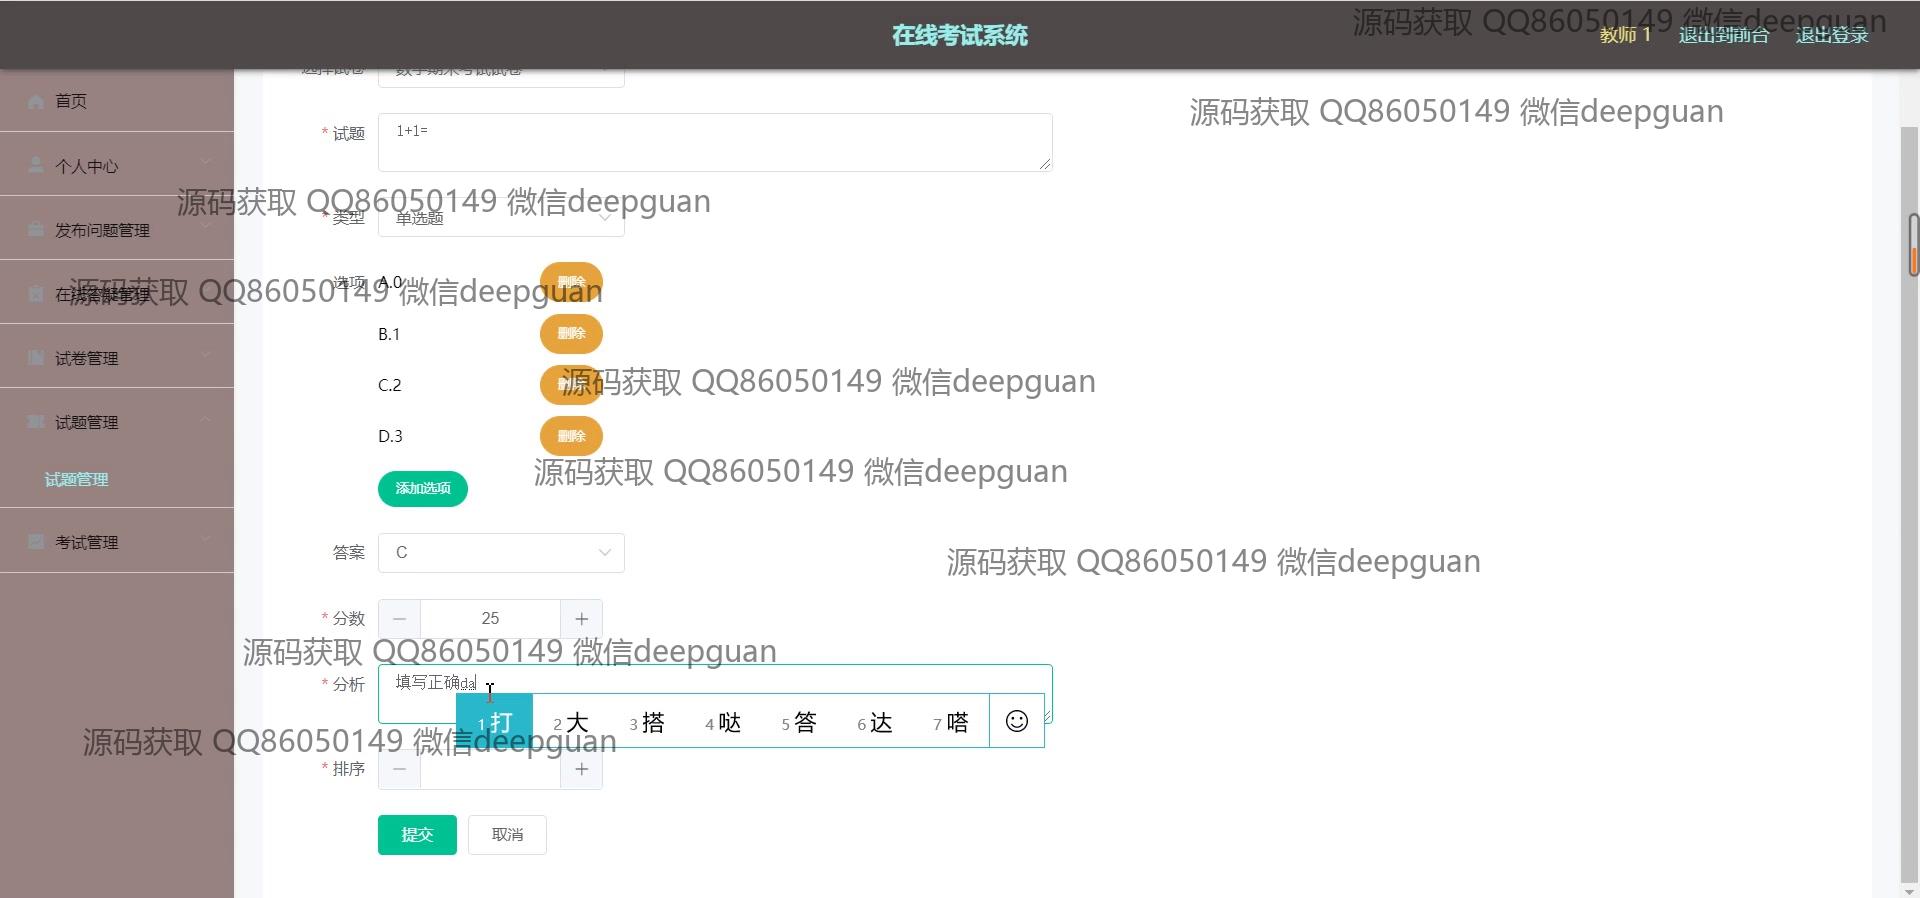 在线考试系统
源码获取 QQ86050149 微信deepguan
教师 1 退出到前台 退出登录
选择试卷 数学期末考试试卷
首页
源码获取 QQ86050149 微信deepguan
* 试题 1+1=
个人中心
源码获取 QQ86050149 微信deepguan
* 类型 单选题
发布问题管理
选项 A.0 删除
源码获取 QQ86050149 微信deepguan
在线答疑管理
B.1 删除
试卷管理
C.2 删除
源码获取 QQ86050149 微信deepguan
试题管理
D.3 删除
源码获取 QQ86050149 微信deepguan
试题管理
添加选项
考试管理
答案 C
源码获取 QQ86050149 微信deepguan
* 分数 25
源码获取 QQ86050149 微信deepguan
* 分析 填写正确da
1 打 2 大 3 搭 4 哒 5 答 6 达 7 嗒
源码获取 QQ86050149 微信deepguan
* 排序
提交 取消